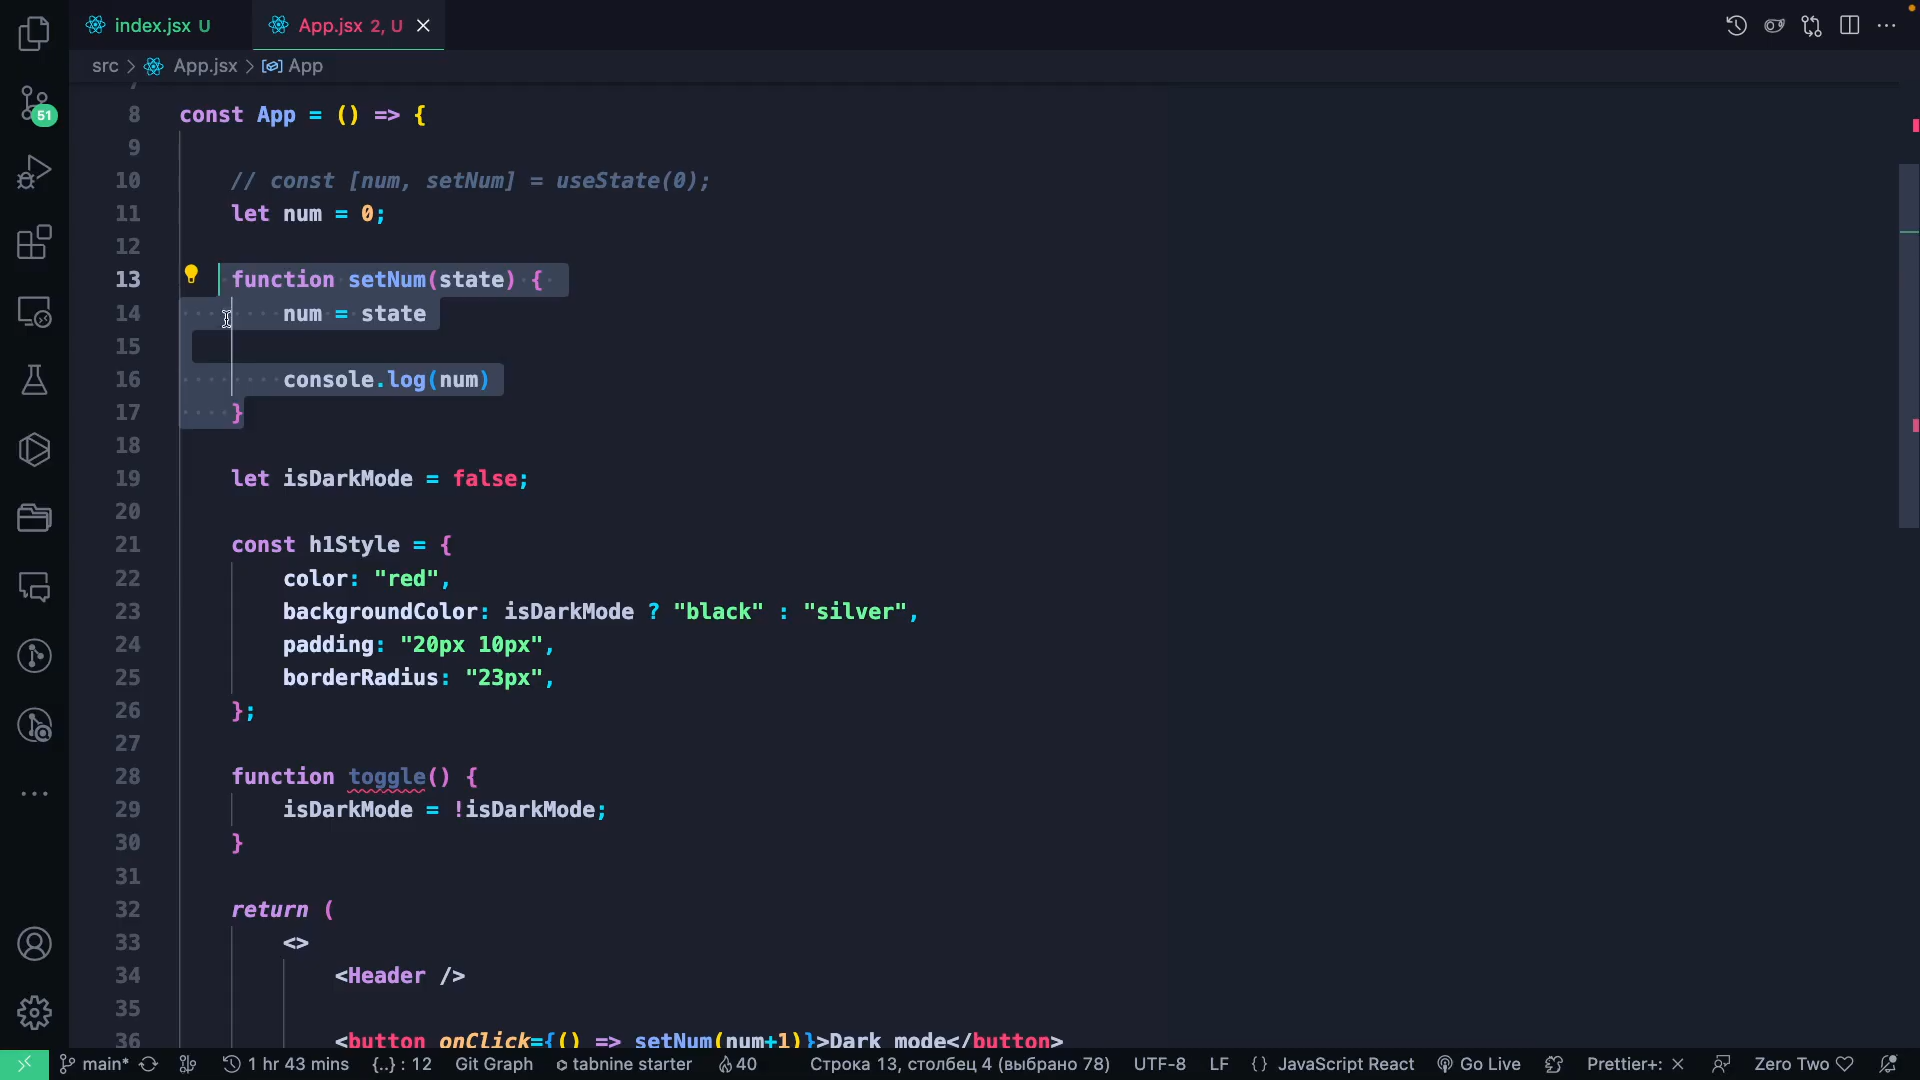 index.jsx U
App.jsx 2, U
src > App.jsx > App
51
7
8 const App = () => {
9
10 // const [num, setNum] = useState(0);
11 let num = 0;
12
13 function setNum(state) {
14 num = state
15
16 console.log(num)
17 }
18
19 let isDarkMode = false;
20
21 const h1Style = {
22 color: "red",
23 backgroundColor: isDarkMode ? "black" : "silver",
24 padding: "20px 10px",
25 borderRadius: "23px",
26 };
27
28 function toggle() {
29 isDarkMode = !isDarkMode;
30 }
31
32 return (
33 <>
34 <Header />
35
36 <button onClick={() => setNum(num+1)}>Dark mode</button>
main* 1 hr 43 mins {..} : 12 Git Graph tabnine starter 40 Строка 13, столбец 4 (выбрано 78) UTF-8 LF {} JavaScript React Go Live Prettier+: × Zero Two